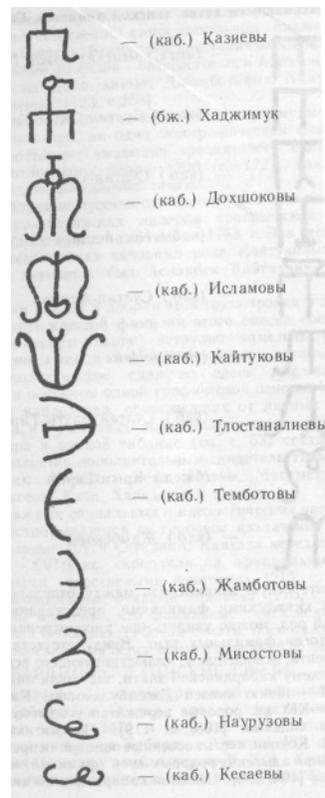 — (каб.) Казиевы
— (бж.) Хаджимук
— (каб.) Дохшоковы
— (каб.) Исламовы
— (каб.) Кайтуковы
— (каб.) Тлостаналиевы
— (каб.) Темботовы
— (каб.) Жамботовы
— (каб.) Мисостовы
— (каб.) Наурузовы
— (каб.) Кесаевы